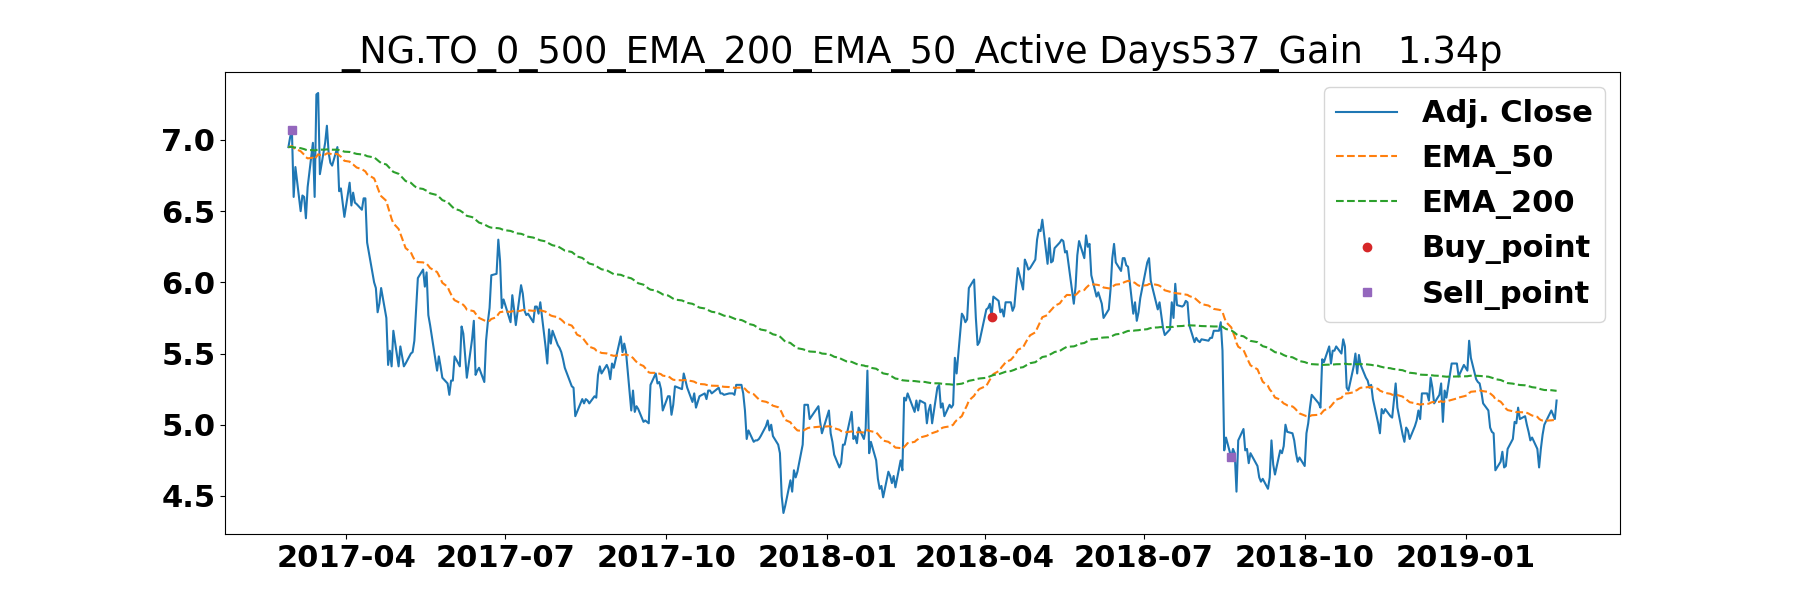 _NG.TO_0_500_EMA_200_EMA_50_Active Days537_Gain 1.34p
Adj. Close
EMA_50
EMA_200
Buy_point
Sell_point
7.0
6.5
6.0
5.5
5.0
4.5
2017-04 2017-07 2017-10 2018-01 2018-04 2018-07 2018-10 2019-01